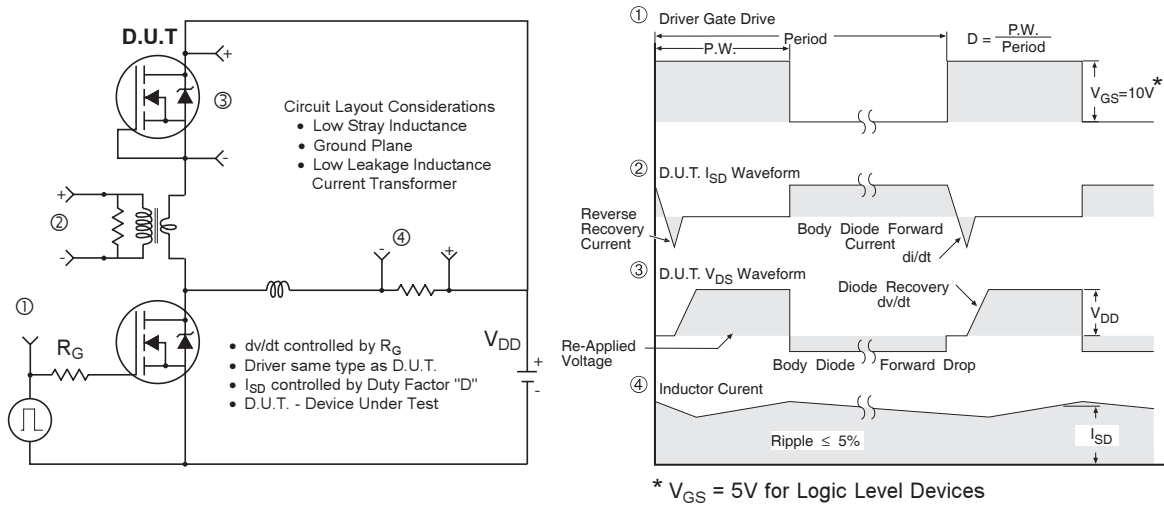 D.U.T
+
③
-
Circuit Layout Considerations
• Low Stray Inductance
• Ground Plane
• Low Leakage Inductance
Current Transformer
+
②
-
④
-
+
①
R_G
• dv/dt controlled by R_G
• Driver same type as D.U.T.
• I_SD controlled by Duty Factor "D"
• D.U.T. - Device Under Test
V_DD
+
-
① Driver Gate Drive
P.W.
Period
D = P.W. / Period
V_GS=10V *
② D.U.T. I_SD Waveform
Reverse
Recovery
Current
Body Diode Forward
Current
di/dt
③ D.U.T. V_DS Waveform
Diode Recovery
dv/dt
V_DD
Re-Applied
Voltage
Body Diode Forward Drop
④ Inductor Curent
Ripple ≤ 5%
I_SD
* V_GS = 5V for Logic Level Devices